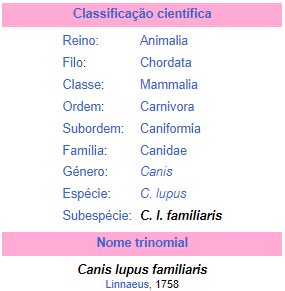 Classificação científica
Reino: Animalia
Filo: Chordata
Classe: Mammalia
Ordem: Carnivora
Subordem: Caniformia
Família: Canidae
Género: Canis
Espécie: C. lupus
Subespécie: C. l. familiaris
Nome trinomial
Canis lupus familiaris
Linnaeus, 1758